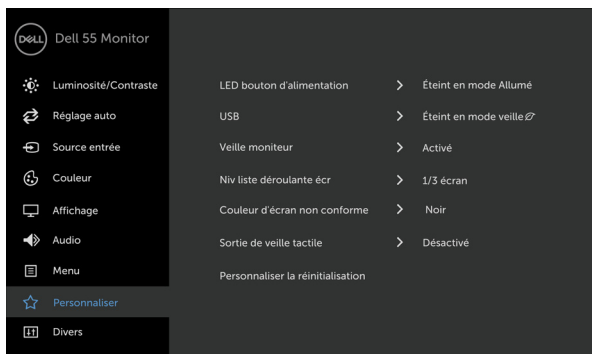 DELL Dell 55 Monitor
Luminosité/Contraste
Réglage auto
Source entrée
Couleur
Affichage
Audio
Menu
Personnaliser
Divers
LED bouton d'alimentation > Éteint en mode Allumé
USB > Éteint en mode veille
Veille moniteur > Activé
Niv liste déroulante écr > 1/3 écran
Couleur d'écran non conforme > Noir
Sortie de veille tactile > Désactivé
Personnaliser la réinitialisation